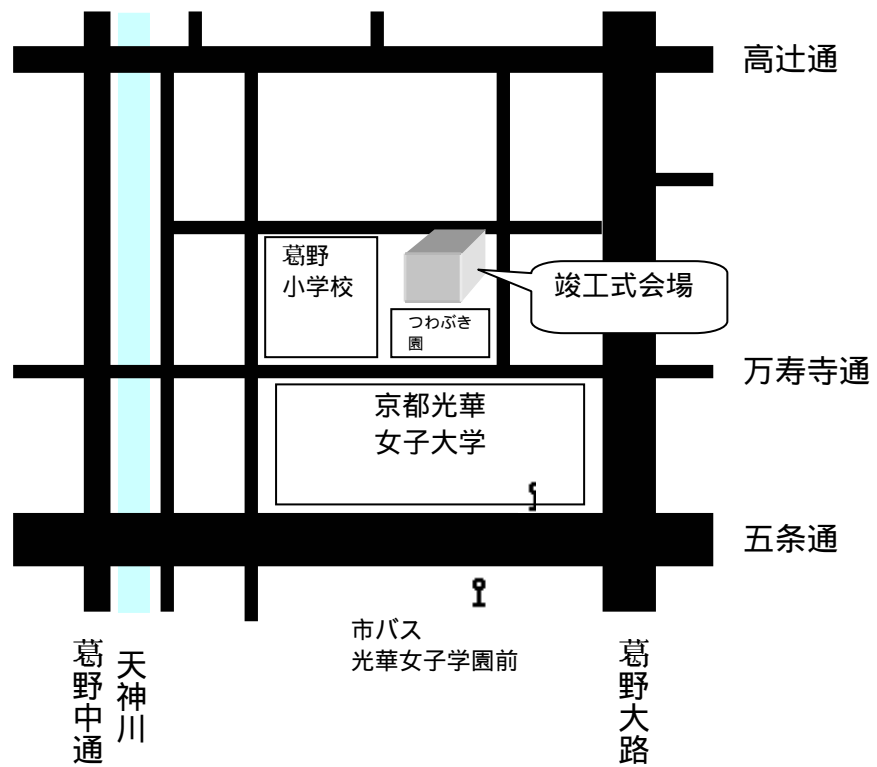 高辻通
葛野
小学校
竣工式会場
つわぶき
園
万寿寺通
京都光華
女子大学
五条通
市バス
光華女子学園前
葛野中通
天神川
葛野大路